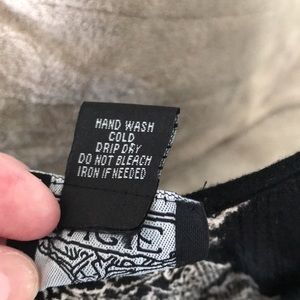 HAND WASH
COLD
DRIP DRY
DO NOT BLEACH
IRON IF NEEDED